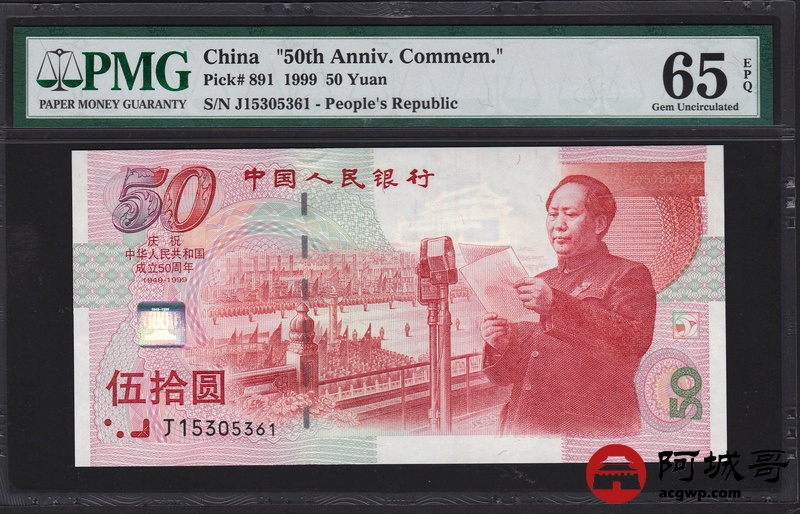 PMG
PAPER MONEY GUARANTY
China "50th Anniv. Commem."
Pick# 891 1999 50 Yuan
S/N J15305361 - People's Republic
65 EPQ
Gem Uncirculated
50
中国人民银行
庆祝
中华人民共和国
成立50周年
1949-1999
伍拾圆
J15305361
50
阿城哥
acgwp.com